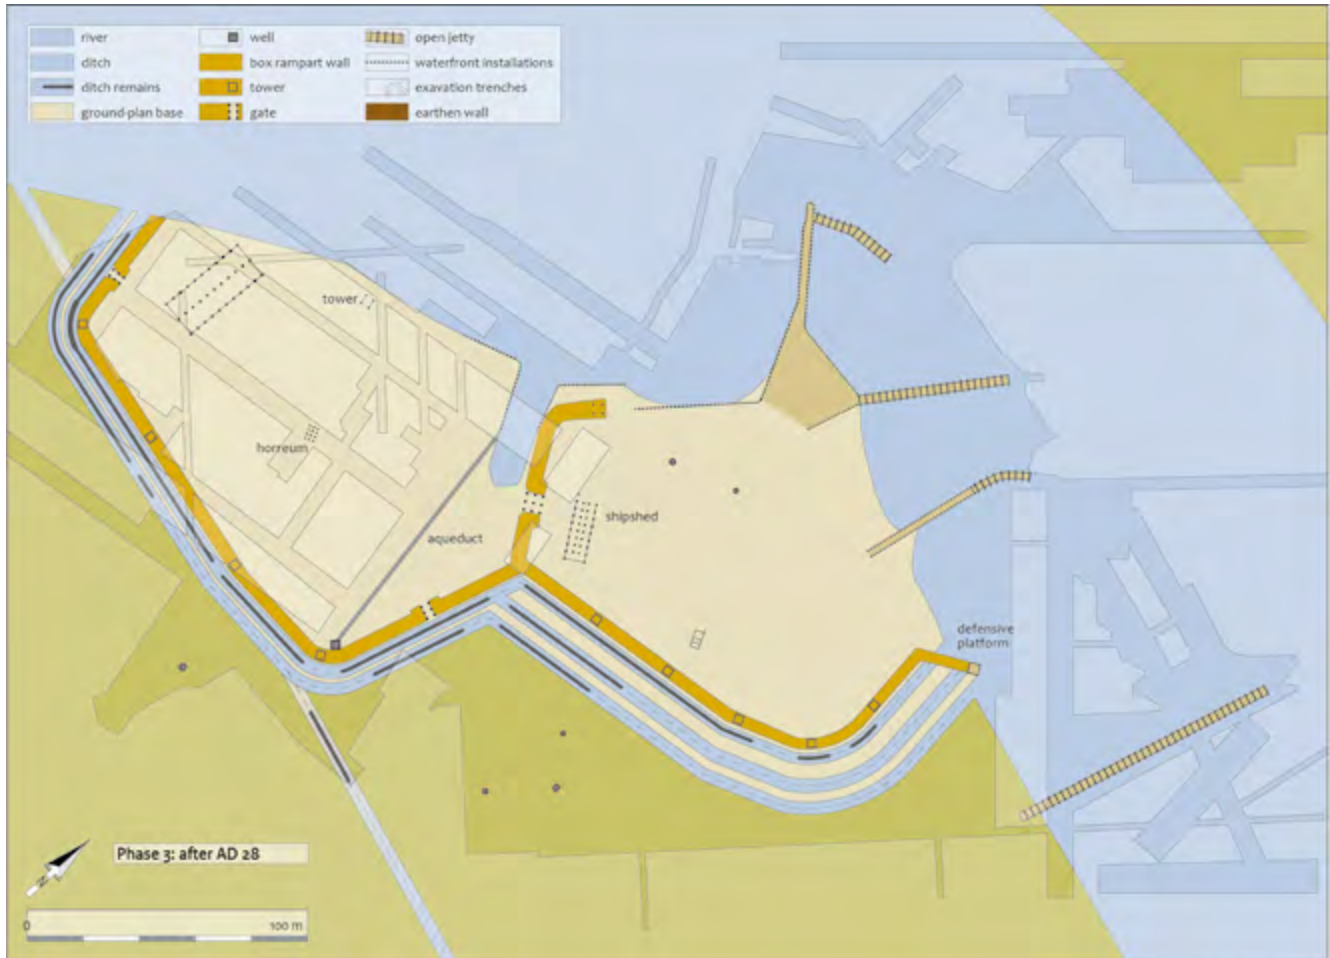 river
ditch
ditch remains
ground-plan base
well
box rampart wall
tower
gate
open jetty
waterfront installations
exavation trenches
earthen wall
tower
horreum
aqueduct
shipshed
defensive
platform
Phase 3: after AD 28
N
0
100 m